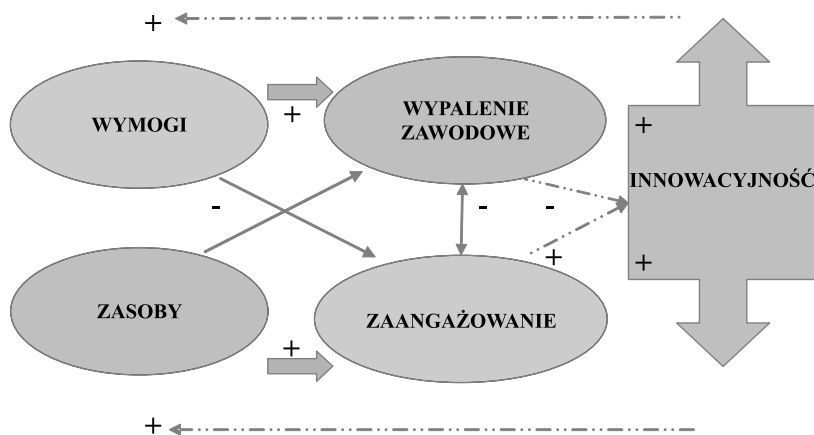 +
WYMOGI
+
WYPALENIE
ZAWODOWE
+
INNOWACYJNOŚĆ
-
-
-
+
+
ZASOBY
ZAANGAŻOWANIE
+
+